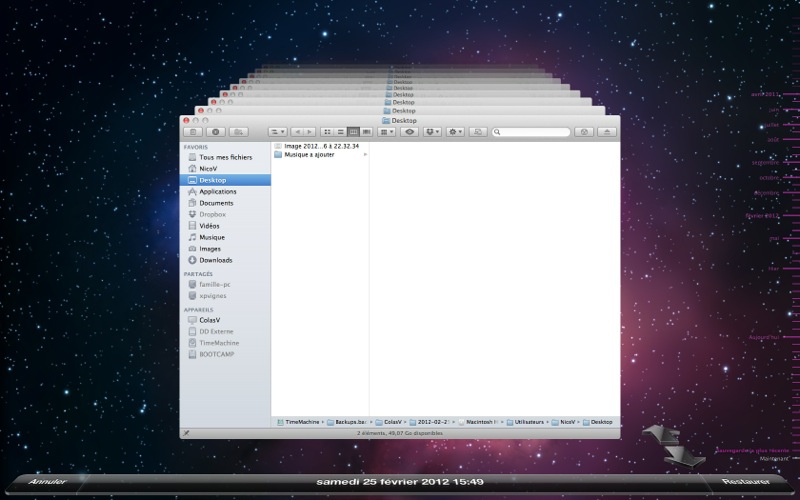 Desktop
Desktop
Desktop
Desktop
Desktop
FAVORIS
Tous mes fichiers
NicoV
Desktop
Applications
Documents
Dropbox
Vidéos
Musique
Images
Downloads
PARTAGÉS
famille-pc
xpvignes
APPAREILS
ColasV
DD Externe
TimeMachine
BOOTCAMP
Image 2012...6 à 22.32.34
Musique a ajouter
TimeMachine
Backups.ba
ColasV
2012-02-2
Macintosh
Utilisateurs
NicoV
Desktop
2 éléments, 49,07 Go disponibles
avril 2011
juin
juillet
août
septembre
octobre
décembre
février 2012
mai
Aujourd'hui
Maintenant
Annuler
samedi 25 février 2012 15:49
Restaurer